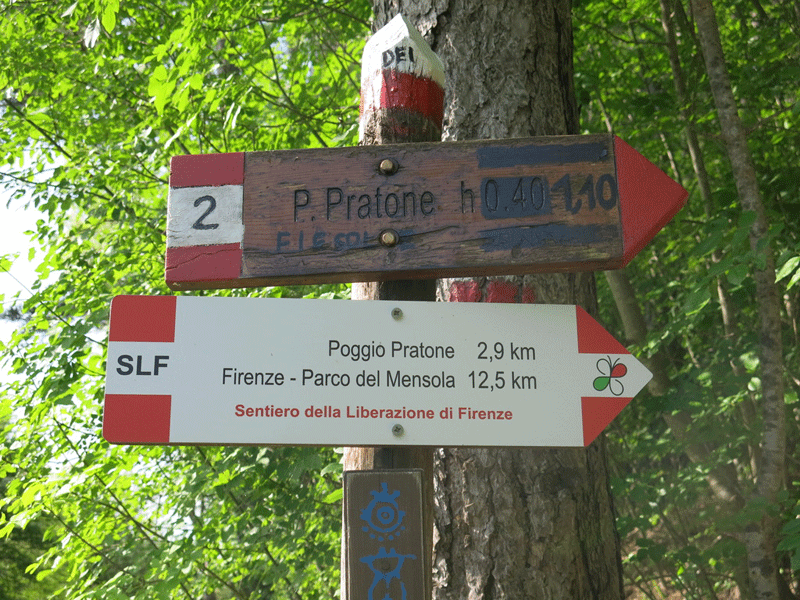 DEI
2
P. Pratone h 0.40 1,10
FIESOLE
SLF
Poggio Pratone 2,9 km
Firenze - Parco del Mensola 12,5 km
Sentiero della Liberazione di Firenze